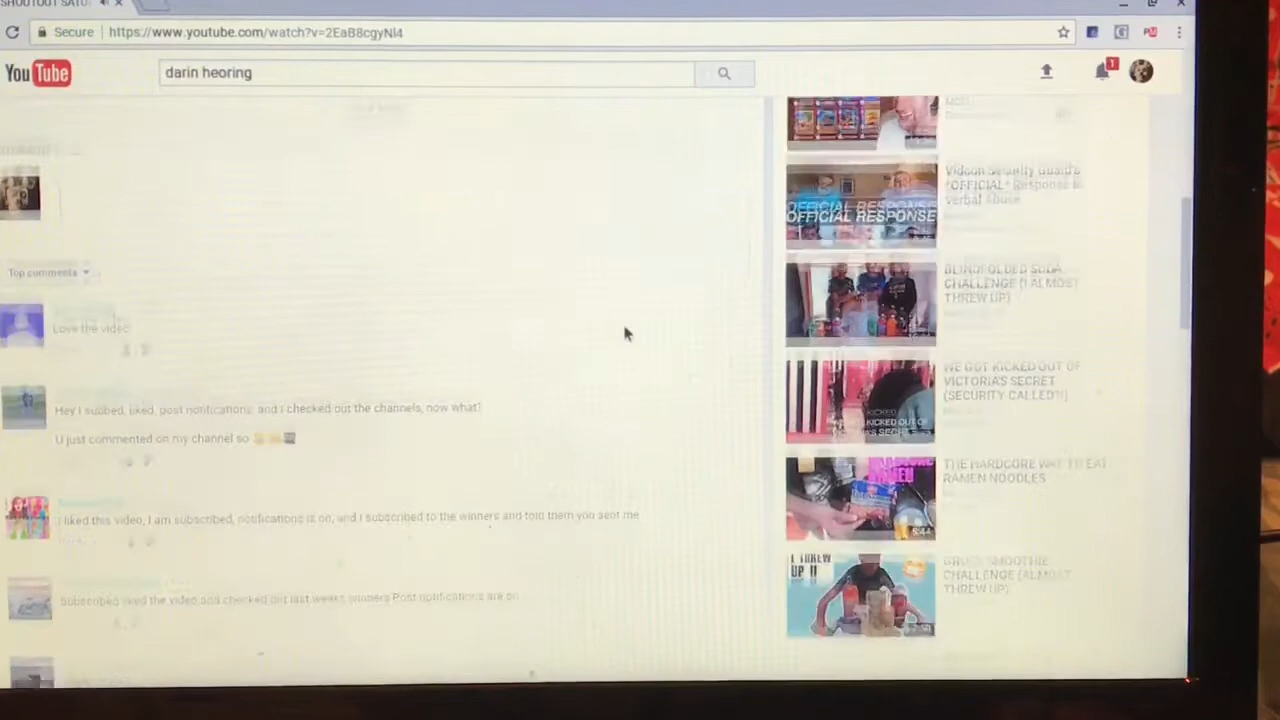 SHOUTOUT SATU
Secure https://www.youtube.com/watch?v=2EaB8cgyNl4
YouTube
darin heoring
1
Top comments
Love the video
Hey I subbed, liked, post notifications, and I checked out the channels, now what?
U just commented on my channel so
I liked this video, I am subscribed, notifications is on, and I subscribed to the winners and told them you sent me
Subscribed liked the video and checked out last weeks winners Post notifications are on
OFFICIAL RESPONSE
Security Guard's
*OFFICIAL* Response to
Verbal Abuse
BLINDFOLDED SODA
CHALLENGE (I ALMOST
THREW UP)
KICKED
WE GOT KICKED OUT OF
VICTORIA'S SECRET
(SECURITY CALLED!!)
5:44
THE HARDCORE WAY TO EAT
RAMEN NOODLES
I THREW
UP !!
SMOOTHIE
CHALLENGE (ALMOST
THREW UP)